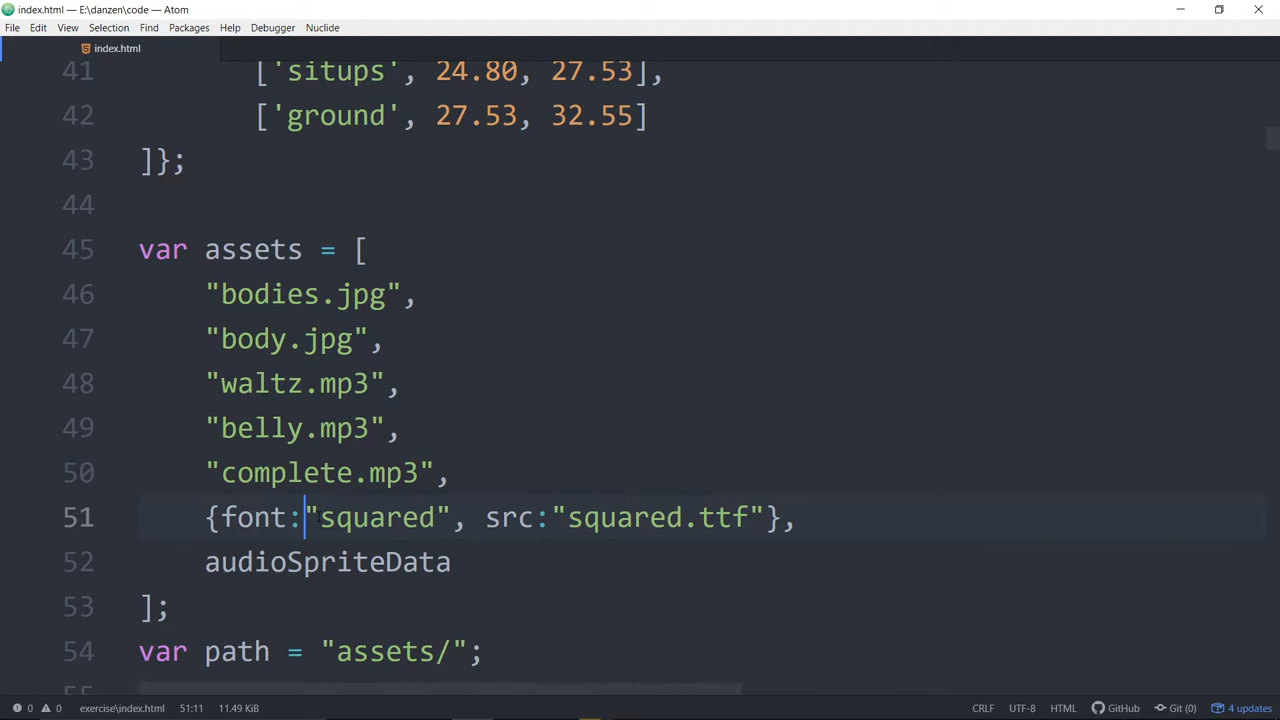 index.html — E:\danzen\code — Atom
File Edit View Selection Find Packages Help Debugger Nuclide
index.html
41 ['situps', 24.80, 27.53],
42 ['ground', 27.53, 32.55]
43 ]};
44
45 var assets = [
46 "bodies.jpg",
47 "body.jpg",
48 "waltz.mp3",
49 "belly.mp3",
50 "complete.mp3",
51 {font:"squared", src:"squared.ttf"},
52 audioSpriteData
53 ];
54 var path = "assets/";
55
0 0 exercise\index.html 51:11 11.49 KiB CRLF UTF-8 HTML GitHub Git (0) 4 updates